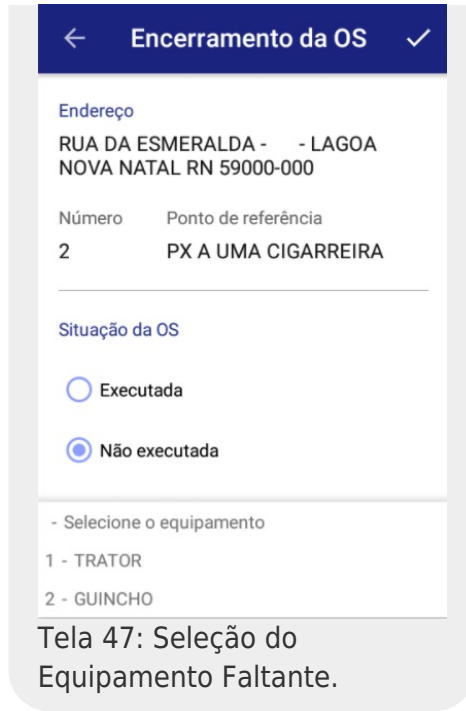 Encerramento da OS
Endereço
RUA DA ESMERALDA - - LAGOA
NOVA NATAL RN 59000-000
Número Ponto de referência
2 PX A UMA CIGARREIRA
Situação da OS
Executada
Não executada
- Selecione o equipamento
1 - TRATOR
2 - GUINCHO
Tela 47: Seleção do
Equipamento Faltante.